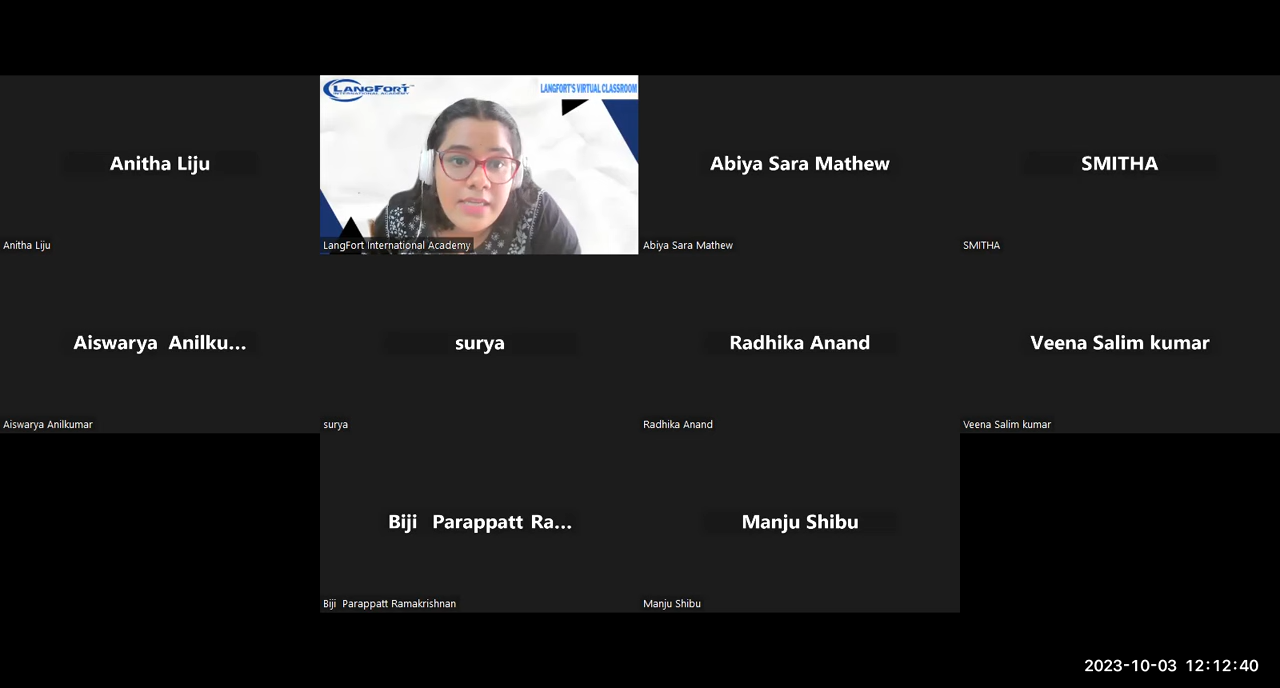 LANGFORT
INTERNATIONAL ACADEMY
LANGFORT'S VIRTUAL CLASSROOM
Anitha Liju
Abiya Sara Mathew
SMITHA
Anitha Liju
LangFort International Academy
Abiya Sara Mathew
SMITHA
Aiswarya Anilku...
surya
Radhika Anand
Veena Salim kumar
Aiswarya Anilkumar
surya
Radhika Anand
Veena Salim kumar
Biji Parappatt Ra...
Manju Shibu
Biji Parappatt Ramakrishnan
Manju Shibu
2023-10-03 12:12:40